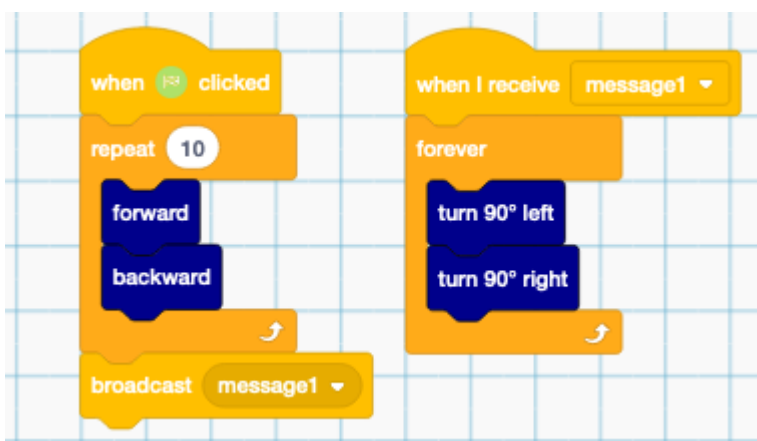 when clicked
repeat 10
forward
backward
broadcast message1
when I receive message1
forever
turn 90° left
turn 90° right